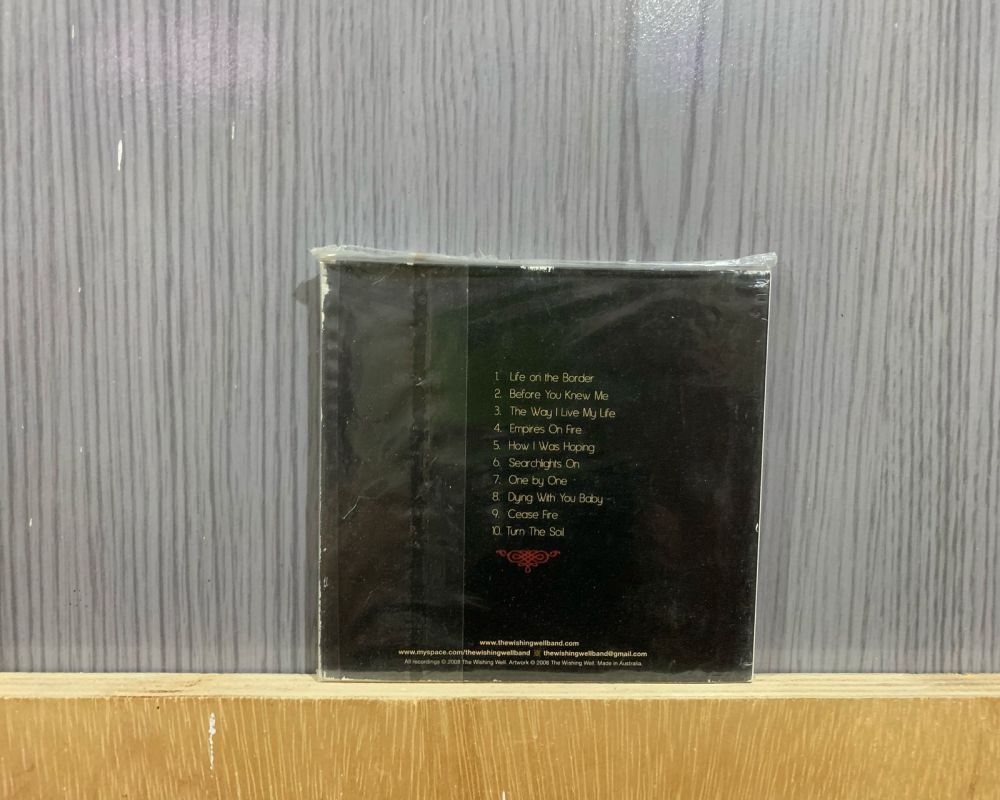 1. Life on the Border
2. Before You Knew Me
3. The Way I Live My Life
4. Empires On Fire
5. How I Was Hoping
6. Searchlights On
7. One by One
8. Dying With You Baby
9. Cease Fire
10. Turn The Soil
www.thewishingwellband.com
www.myspace.com/thewishingwellband thewishingwellband@gmail.com
All recordings © 2008 The Wishing Well. Artwork © 2008 The Wishing Well. Made in Australia.